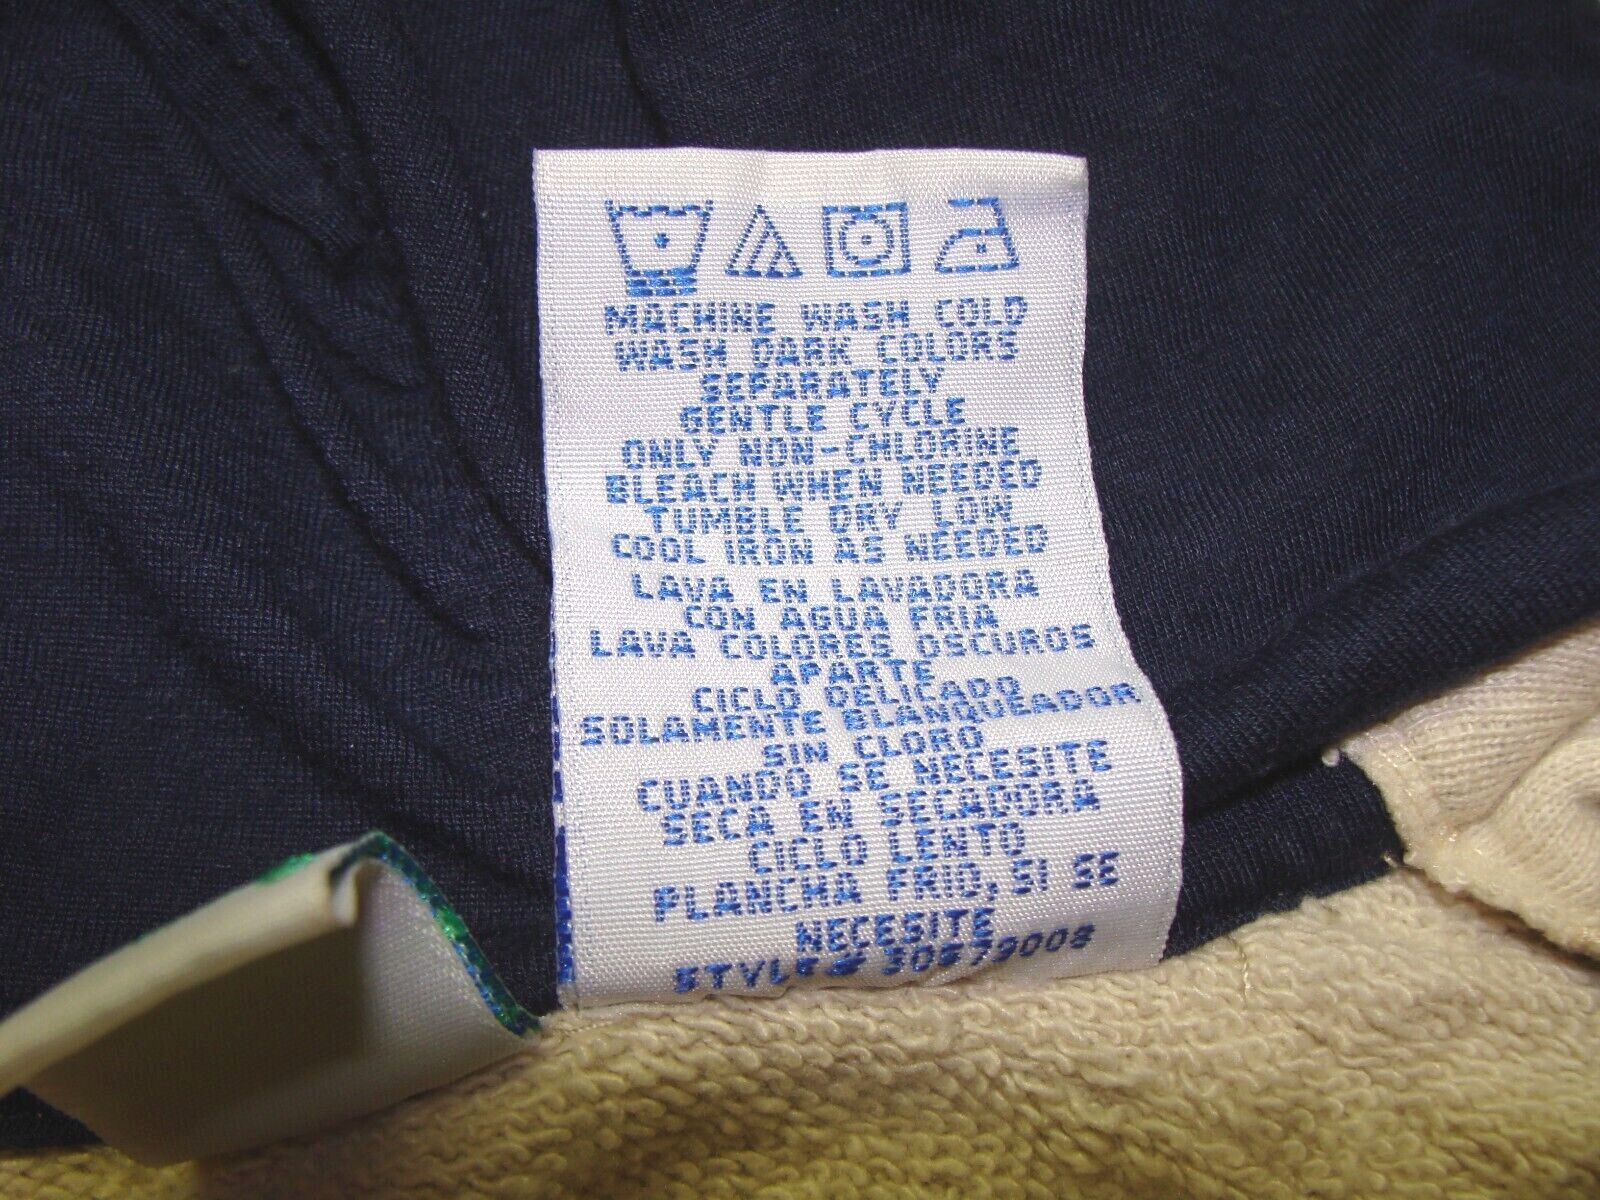 MACHINE WASH COLD
WASH DARK COLORS
SEPARATELY
GENTLE CYCLE
ONLY NON-CHLORINE
BLEACH WHEN NEEDED
TUMBLE DRY LOW
COOL IRON AS NEEDED
LAVA EN LAVADORA
CON AGUA FRIA
LAVA COLORES OSCUROS
APARTE
CICLO DELICADO
SOLAMENTE BLANQUEADOR
SIN CLORO
CUANDO SE NECESITE
SECA EN SECADORA
CICLO LENTO
PLANCHA FRIO, SI SE
NECESITE
STYLE#